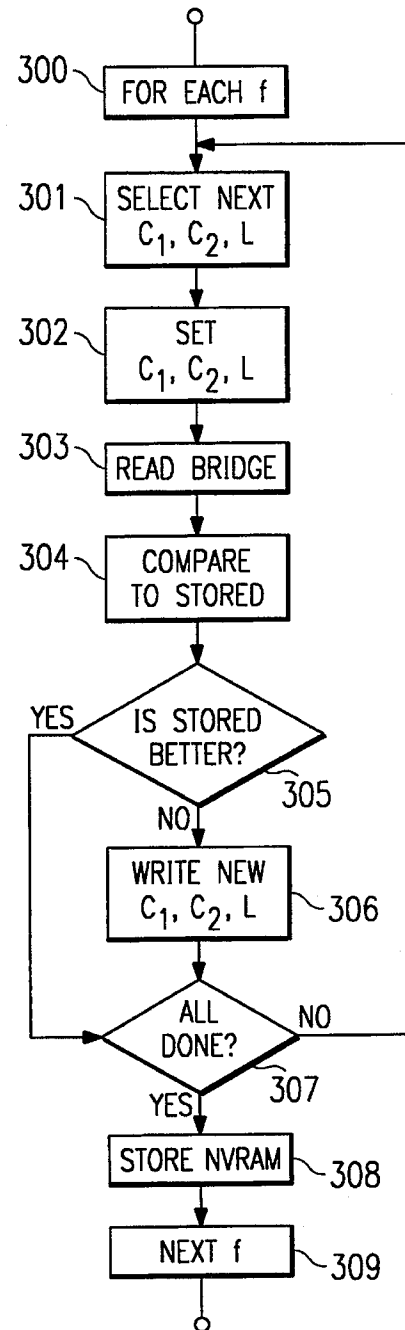 300
FOR EACH f
301
SELECT NEXT
C1, C2, L
302
SET
C1, C2, L
303
READ BRIDGE
304
COMPARE
TO STORED
YES
IS STORED
BETTER?
305
NO
WRITE NEW
C1, C2, L
306
ALL
DONE?
NO
307
YES
STORE NVRAM
308
NEXT f
309